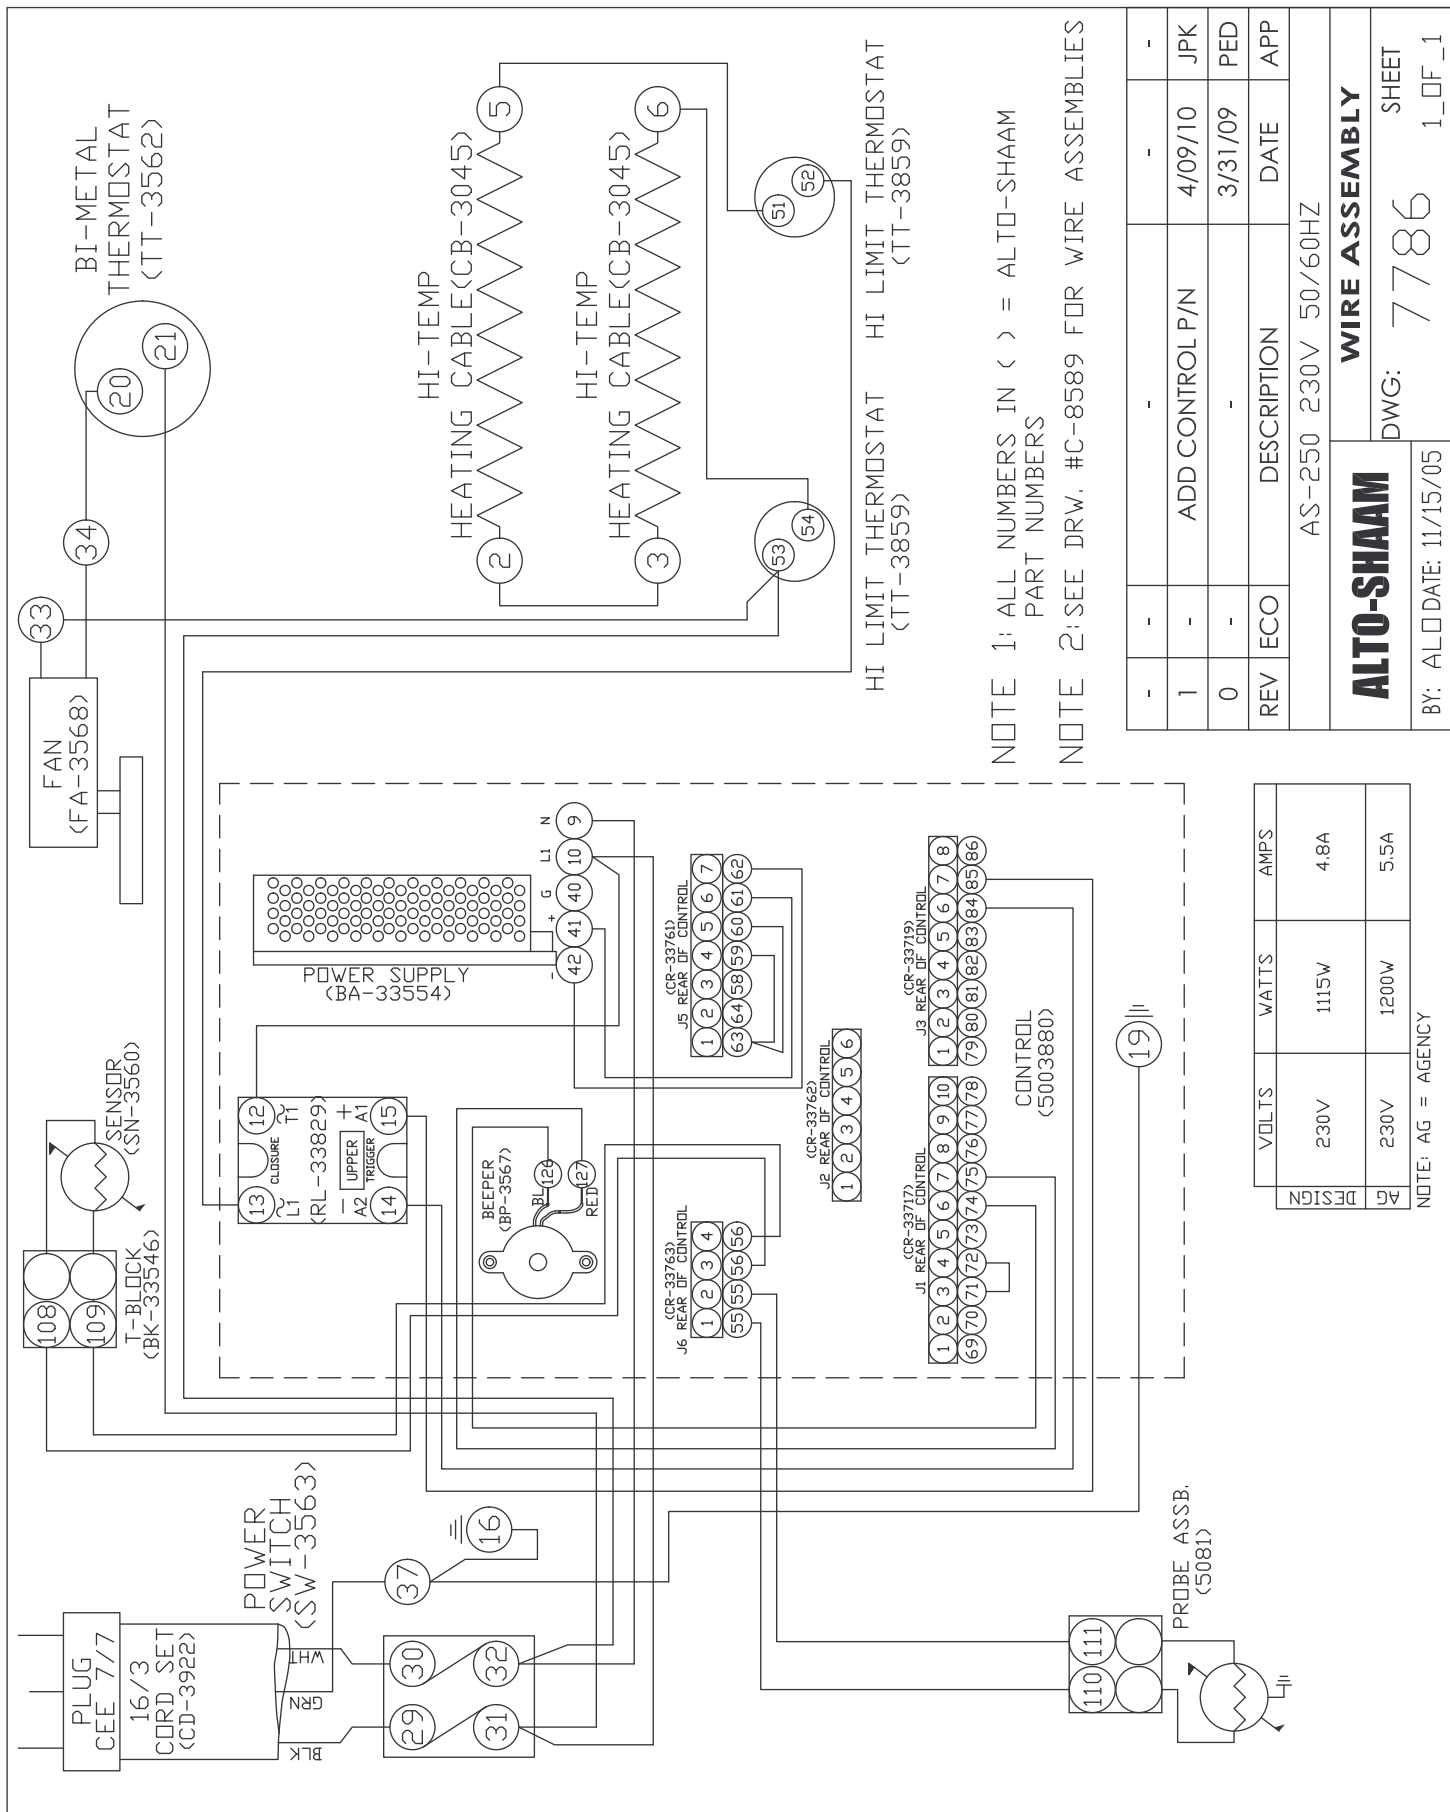 PLUG
CEE 7/7
16/3
CORD SET
(CD-3922)
BLK
GRN
WHT
POWER
SWITCH
(SW-3563)
29
30
31
32
37
16
108
109
T-BLOCK
(BK-33546)
SENSOR
(SN-3560)
FAN
(FA-3568)
33
34
20
21
BI-METAL
THERMOSTAT
(TT-3562)
13
12
~L1
~T1
CLOSURE
(RL-33829)
UPPER
TRIGGER
- +
A2 A1
14
15
POWER SUPPLY
(BA-33554)
- + G L1 N
42 41 40 10 9
BEEPER
(BP-3567)
BL
126
RED
127
HI-TEMP
HEATING CABLE(CB-3045)
2
5
HI-TEMP
HEATING CABLE(CB-3045)
3
6
(CR-33763)
J6 REAR OF CONTROL
1 2 3 4
55 55 56 56
(CR-33761)
J5 REAR OF CONTROL
1 2 3 4 5 6 7
63 64 58 59 60 61 62
(CR-33762)
J2 REAR OF CONTROL
1 2 3 4 5 6
(CR-33717)
J1 REAR OF CONTROL
1 2 3 4 5 6 7 8 9 10
69 70 71 72 73 74 75 76 77 78
(CR-33719)
J3 REAR OF CONTROL
1 2 3 4 5 6 7 8
79 80 81 82 83 84 85 86
CONTROL
(5003880)
19
53
54
51
52
HI LIMIT THERMOSTAT
(TT-3859)
HI LIMIT THERMOSTAT
(TT-3859)
110
111
PROBE ASSB.
(5081)
NOTE 1: ALL NUMBERS IN ( ) = ALTO-SHAAM
PART NUMBERS
NOTE 2: SEE DRW. #C-8589 FOR WIRE ASSEMBLIES
VOLTS WATTS AMPS
DESIGN 230V 1115W 4.8A
AG 230V 1200W 5.5A
NOTE: AG = AGENCY
- - - - -
1 - ADD CONTROL P/N 4/09/10 JPK
0 - - 3/31/09 PED
REV ECO DESCRIPTION DATE APP
AS-250 230V 50/60HZ
ALTO-SHAAM
WIRE ASSEMBLY
BY: ALO DATE: 11/15/05
DWG: 7786
SHEET
1_OF_1